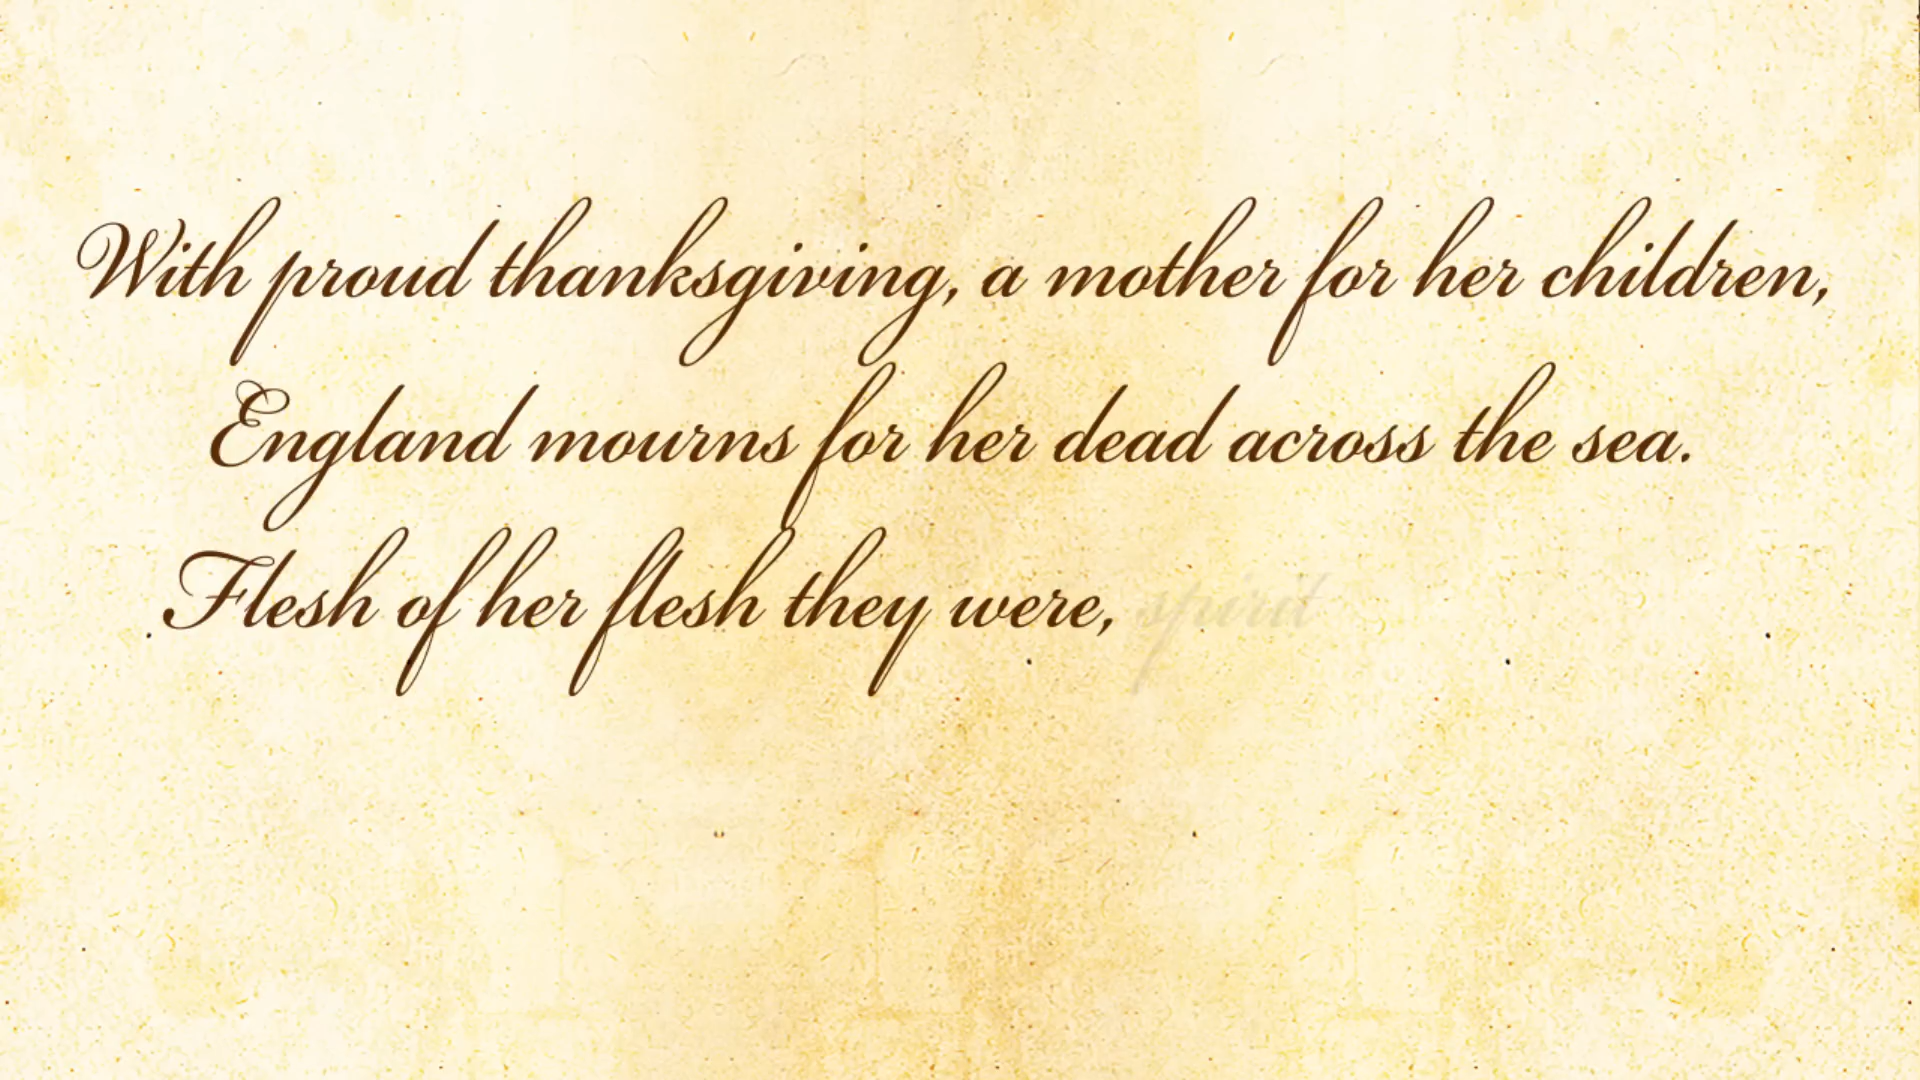 With proud thanksgiving, a mother for her children,
England mourns for her dead across the sea.
Flesh of her flesh they were, spirit